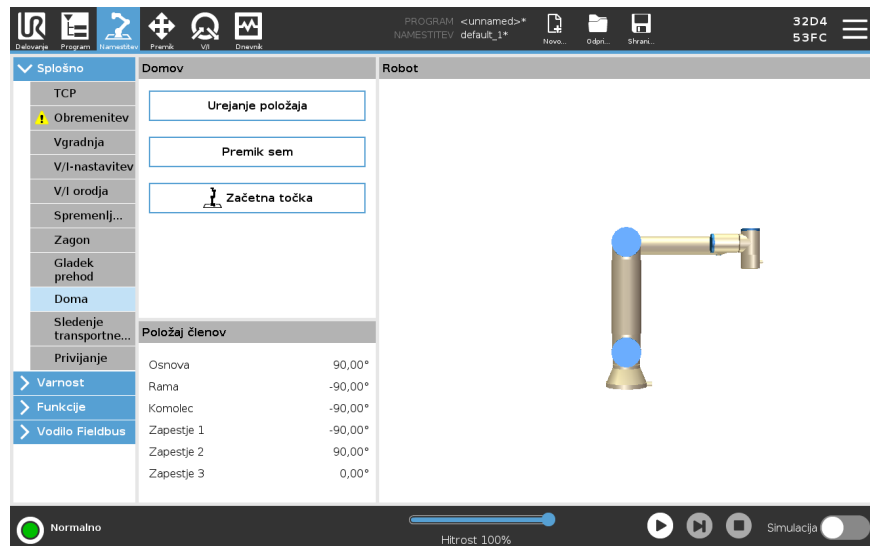 PROGRAM <unnamed>*
NAMESTITEV default_1*
32D4
53FC
Delovanje Program Namestitev Premik V/I Dnevnik Novo... Odpri... Shrani...
Splošno
TCP
Obremenitev
Vgradnja
V/I-nastavitev
V/I orodja
Spremenlj...
Zagon
Gladek
prehod
Doma
Sledenje
transportne...
Privijanje
Varnost
Funkcije
Vodilo Fieldbus
Domov
Urejanje položaja
Premik sem
Začetna točka
Položaj členov
Osnova 90,00°
Rama -90,00°
Komolec -90,00°
Zapestje 1 -90,00°
Zapestje 2 90,00°
Zapestje 3 0,00°
Robot
Normalno
Hitrost 100%
Simulacija